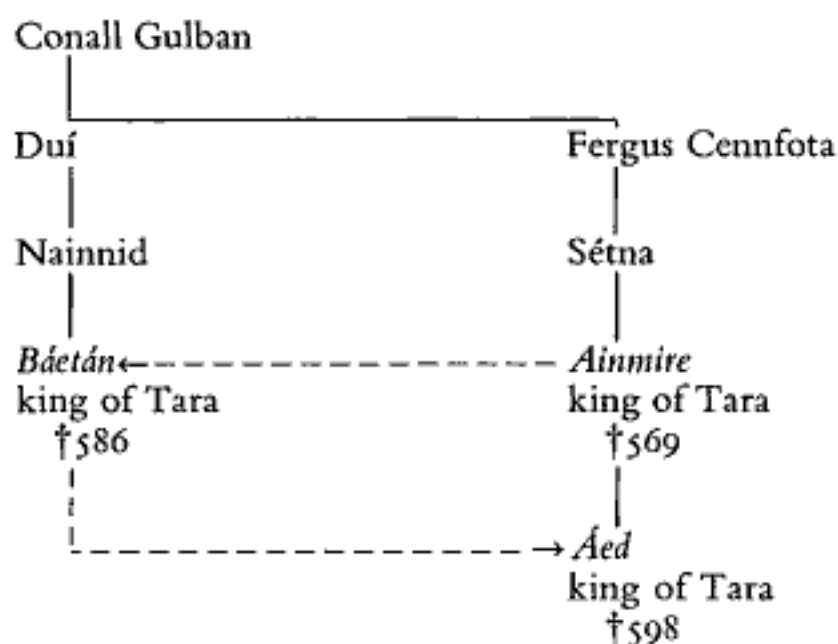 Conall Gulban
Duí Fergus Cennfota
Nainnid Sétna
Báetán Ainmire
king of Tara king of Tara
†586 †569
Áed
king of Tara
†598